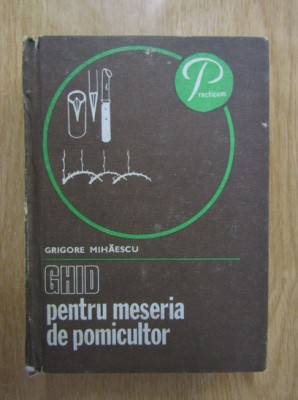 Practicum
GRIGORE MIHĂESCU
GHID
pentru meseria
de pomicultor